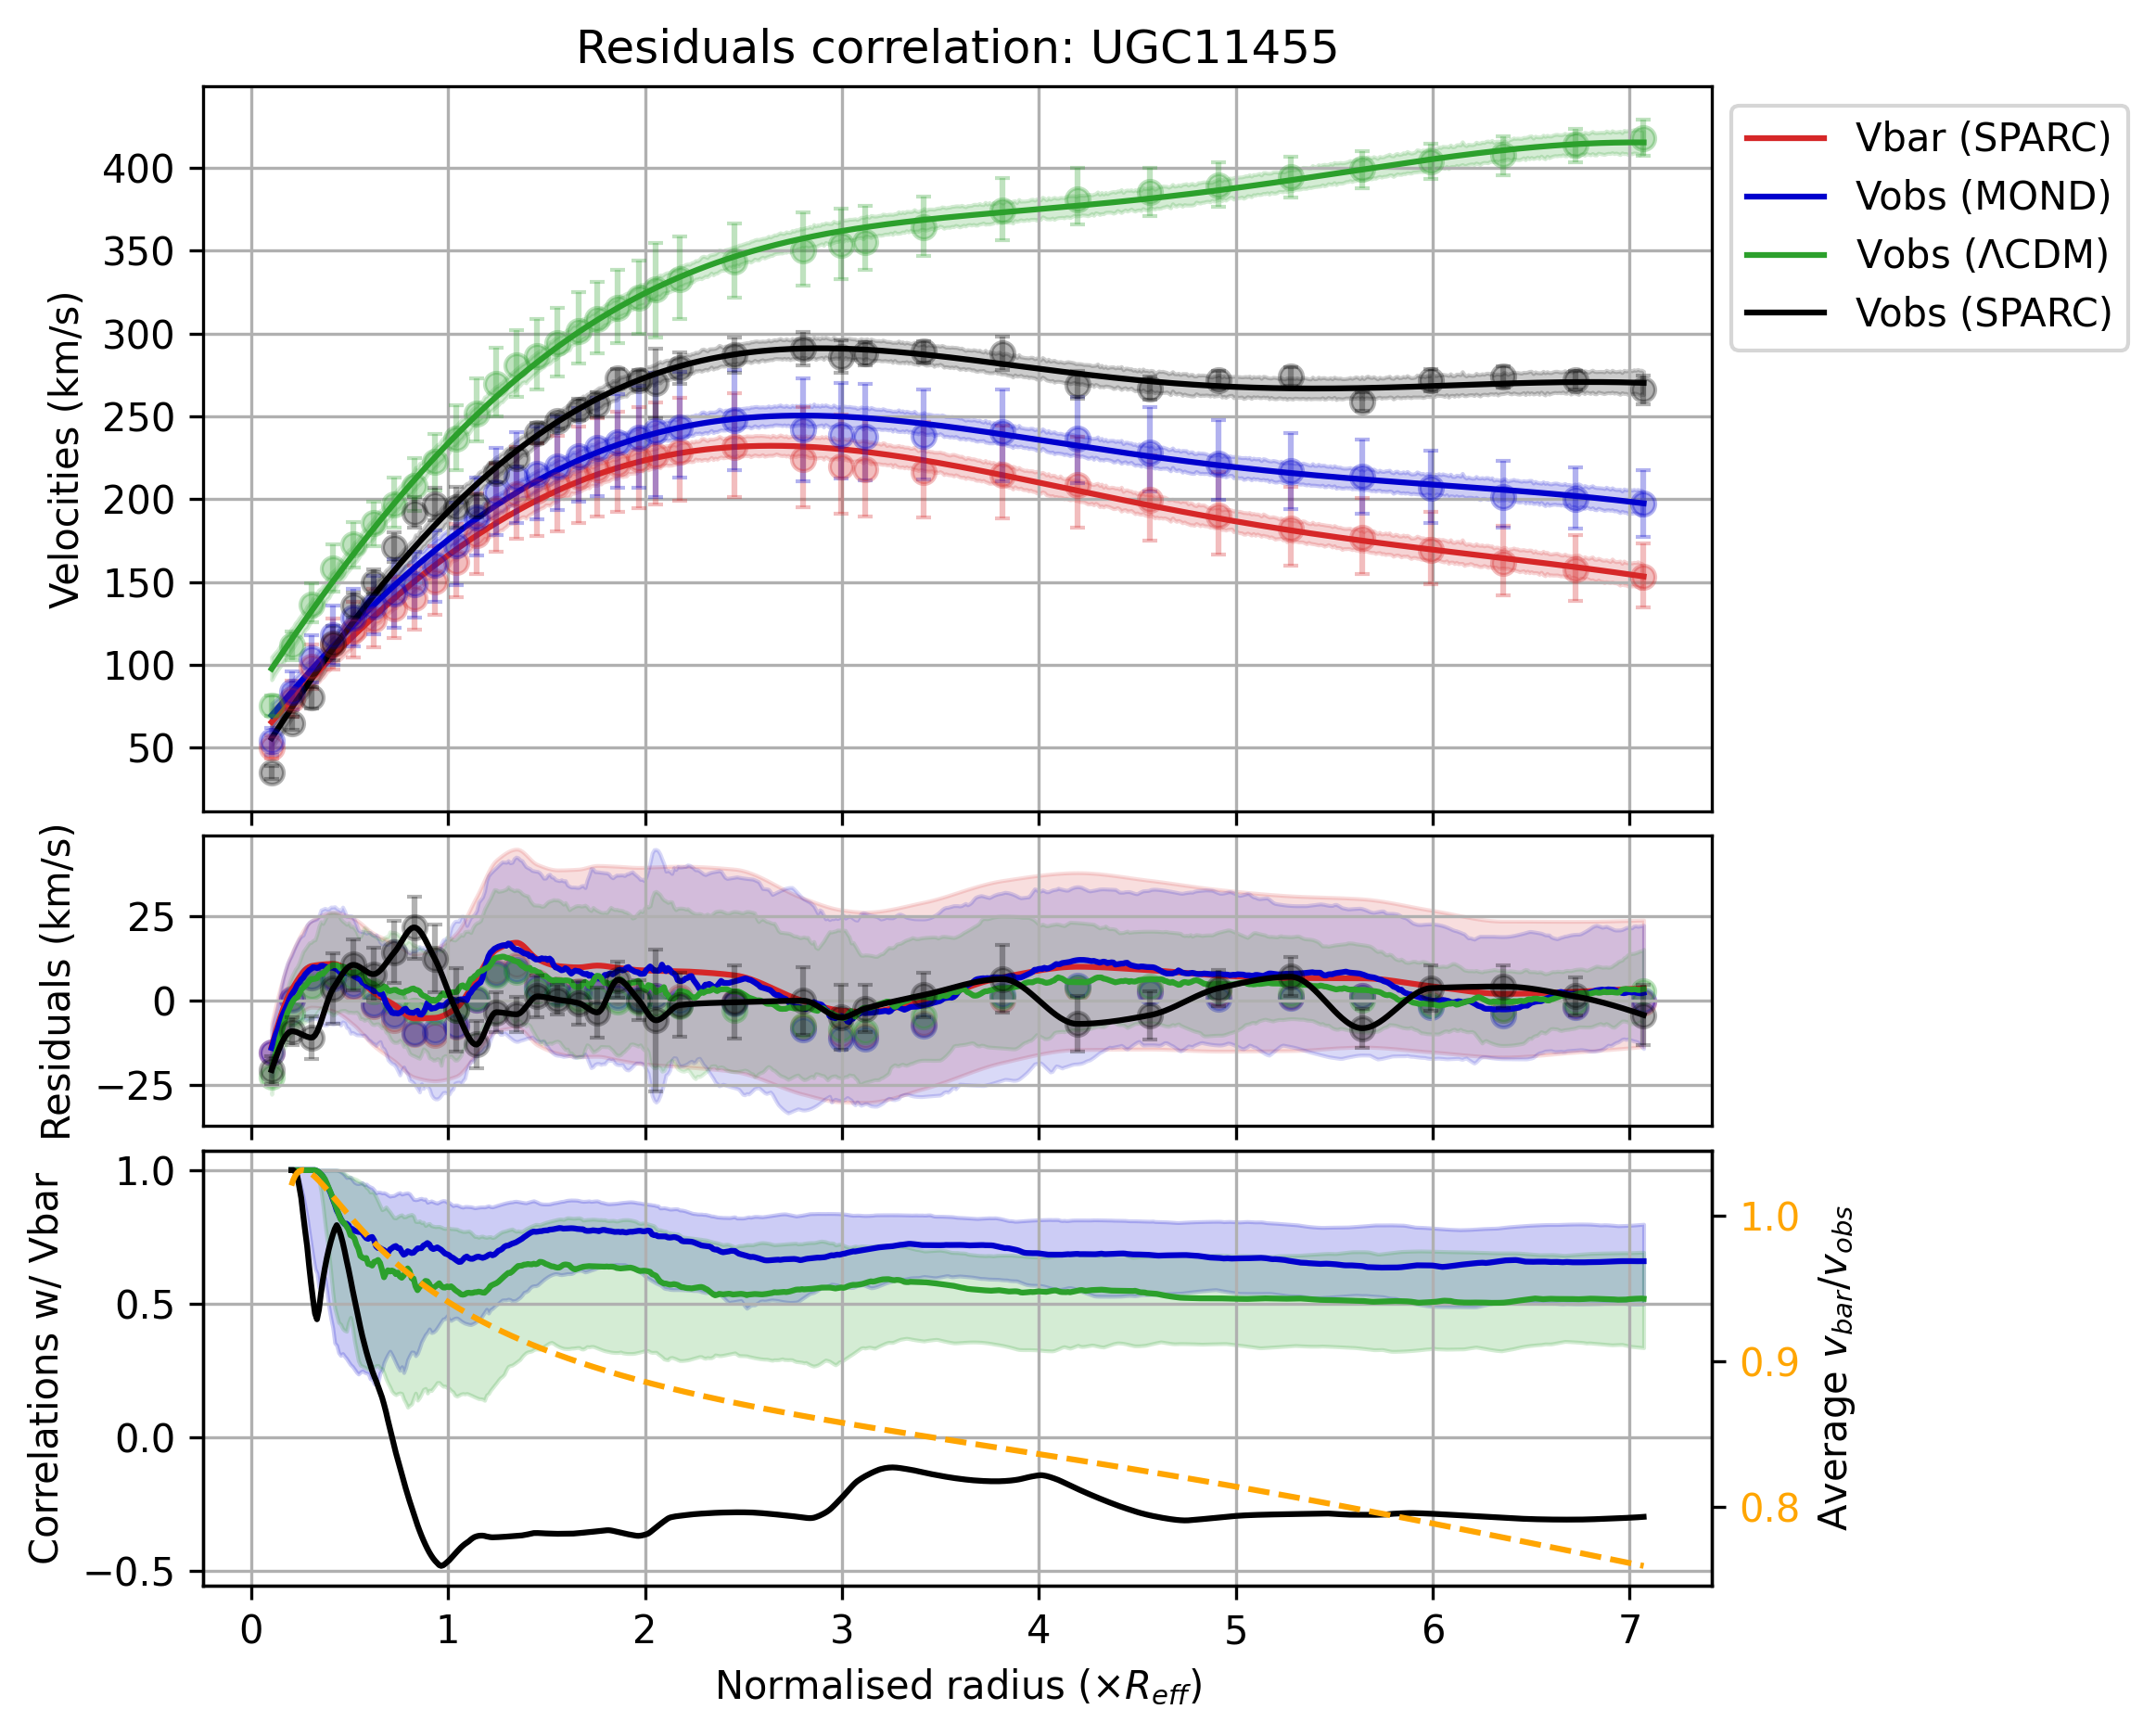 Residuals correlation: UGC11455
Velocities (km/s)
400
350
300
250
200
150
100
50
Vbar (SPARC)
Vobs (MOND)
Vobs (ΛCDM)
Vobs (SPARC)
Residuals (km/s)
25
0
−25
Correlations w/ Vbar
1.0
0.5
0.0
−0.5
1.0
0.9
0.8
Average v_bar/v_obs
0 1 2 3 4 5 6 7
Normalised radius (×R_eff)